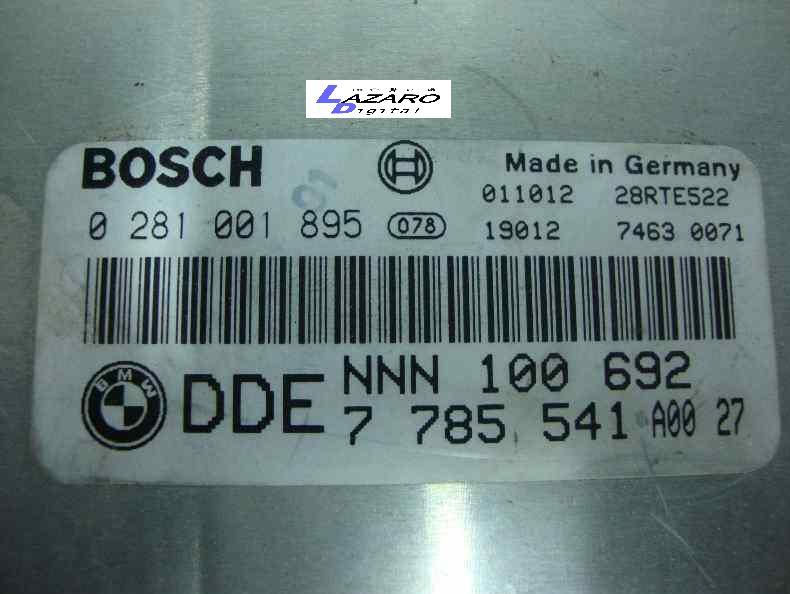 LAZARO
Digital
BOSCH
Made in Germany
011012 28RTE522
0 281 001 895 078 19012 7463 0071
BMW
DDE NNN 100 692
7 785 541 A00 27